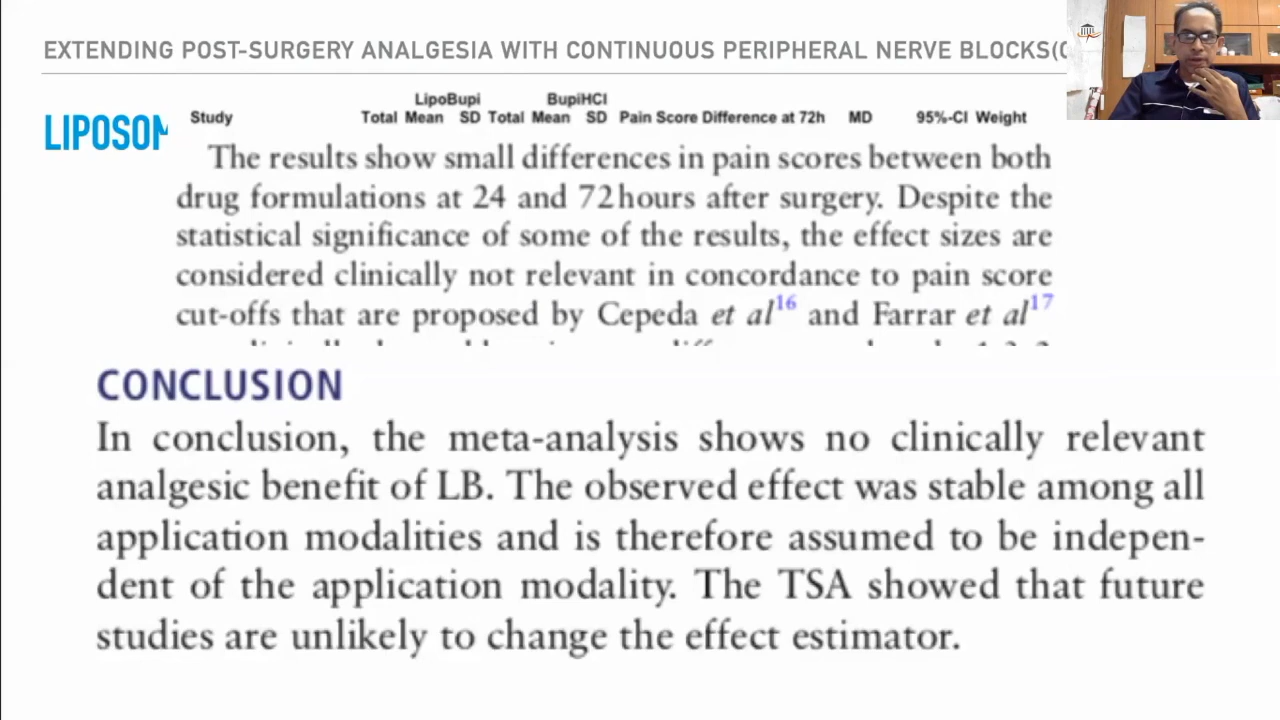 EXTENDING POST-SURGERY ANALGESIA WITH CONTINUOUS PERIPHERAL NERVE BLOCKS(
LipoBupi BupiHCl
Study Total Mean SD Total Mean SD Pain Score Difference at 72h MD 95%-CI Weight
LIPOSO
The results show small differences in pain scores between both
drug formulations at 24 and 72 hours after surgery. Despite the
statistical significance of some of the results, the effect sizes are
considered clinically not relevant in concordance to pain score
cut-offs that are proposed by Cepeda et al16 and Farrar et al17
CONCLUSION
In conclusion, the meta-analysis shows no clinically relevant
analgesic benefit of LB. The observed effect was stable among all
application modalities and is therefore assumed to be indepen-
dent of the application modality. The TSA showed that future
studies are unlikely to change the effect estimator.